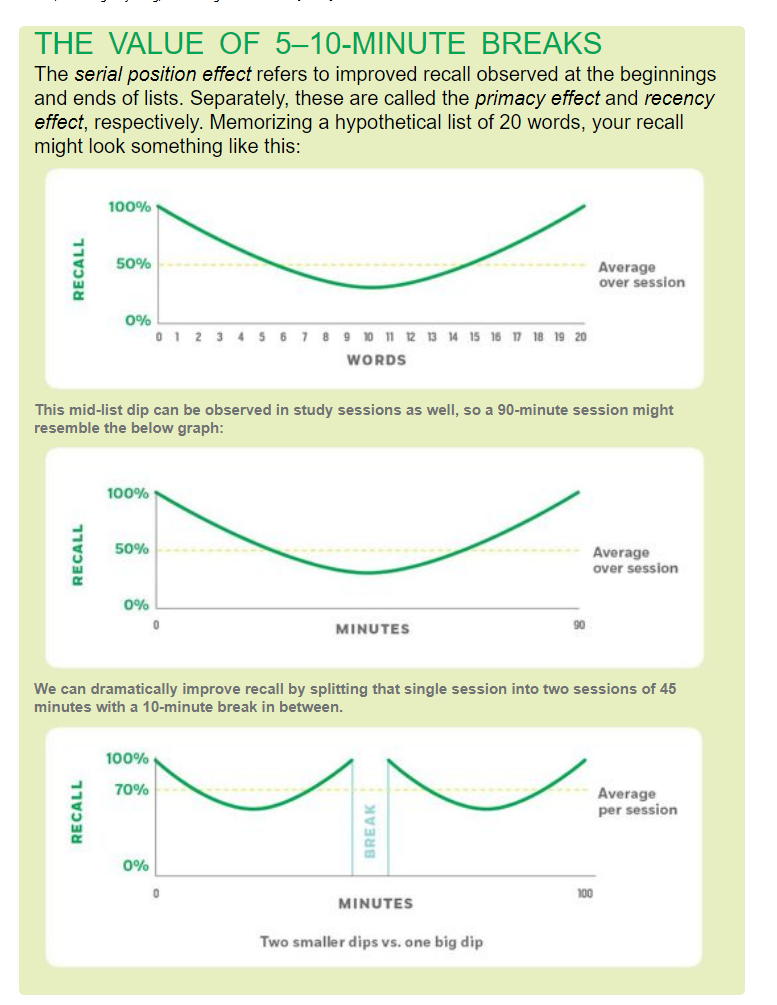 THE VALUE OF 5–10-MINUTE BREAKS
The serial position effect refers to improved recall observed at the beginnings
and ends of lists. Separately, these are called the primacy effect and recency
effect, respectively. Memorizing a hypothetical list of 20 words, your recall
might look something like this:
100%
RECALL
50%
Average
over session
0%
0 1 2 3 4 5 6 7 8 9 10 11 12 13 14 15 16 17 18 19 20
WORDS
This mid-list dip can be observed in study sessions as well, so a 90-minute session might
resemble the below graph:
100%
RECALL
50%
Average
over session
0%
0
MINUTES
90
We can dramatically improve recall by splitting that single session into two sessions of 45
minutes with a 10-minute break in between.
100%
70%
RECALL
Average
per session
BREAK
0%
0
MINUTES
100
Two smaller dips vs. one big dip